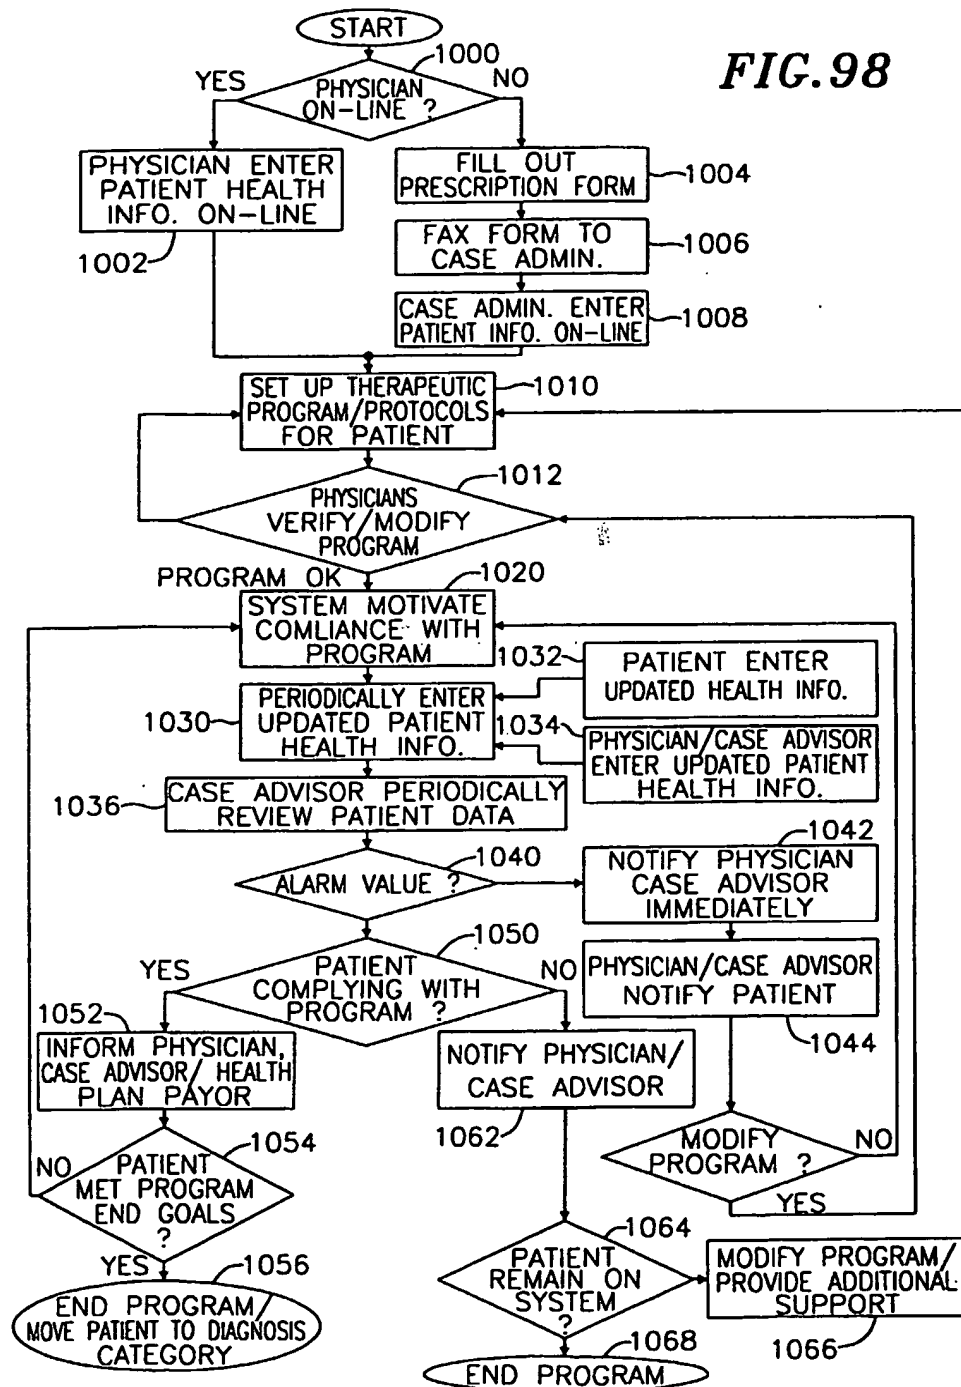 START
FIG.98
1000
YES
NO
PHYSICIAN
ON-LINE ?
PHYSICIAN ENTER
PATIENT HEALTH
INFO. ON-LINE
1002
FILL OUT
PRESCRIPTION FORM
1004
FAX FORM TO
CASE ADMIN.
1006
CASE ADMIN. ENTER
PATIENT INFO. ON-LINE
1008
SET UP THERAPEUTIC
PROGRAM/PROTOCOLS
FOR PATIENT
1010
PHYSICIANS
VERIFY/MODIFY
PROGRAM
1012
PROGRAM OK
1020
SYSTEM MOTIVATE
COMLIANCE WITH
PROGRAM
1032
PATIENT ENTER
UPDATED HEALTH INFO.
1030
PERIODICALLY ENTER
UPDATED PATIENT
HEALTH INFO.
1034
PHYSICIAN/CASE ADVISOR
ENTER UPDATED PATIENT
HEALTH INFO.
1036
CASE ADVISOR PERIODICALLY
REVIEW PATIENT DATA
1040
ALARM VALUE ?
1042
NOTIFY PHYSICIAN
CASE ADVISOR
IMMEDIATELY
1050
YES
NO
PATIENT
COMPLYING WITH
PROGRAM ?
PHYSICIAN/CASE ADVISOR
NOTIFY PATIENT
1044
1052
INFORM PHYSICIAN,
CASE ADVISOR/HEALTH
PLAN PAYOR
NOTIFY PHYSICIAN/
CASE ADVISOR
1062
MODIFY
PROGRAM ?
NO
YES
1054
NO
PATIENT
MET PROGRAM
END GOALS
?
YES
1056
END PROGRAM/
MOVE PATIENT TO DIAGNOSIS
CATEGORY
1064
PATIENT
REMAIN ON
SYSTEM
?
MODIFY PROGRAM/
PROVIDE ADDITIONAL
SUPPORT
1066
1068
END PROGRAM